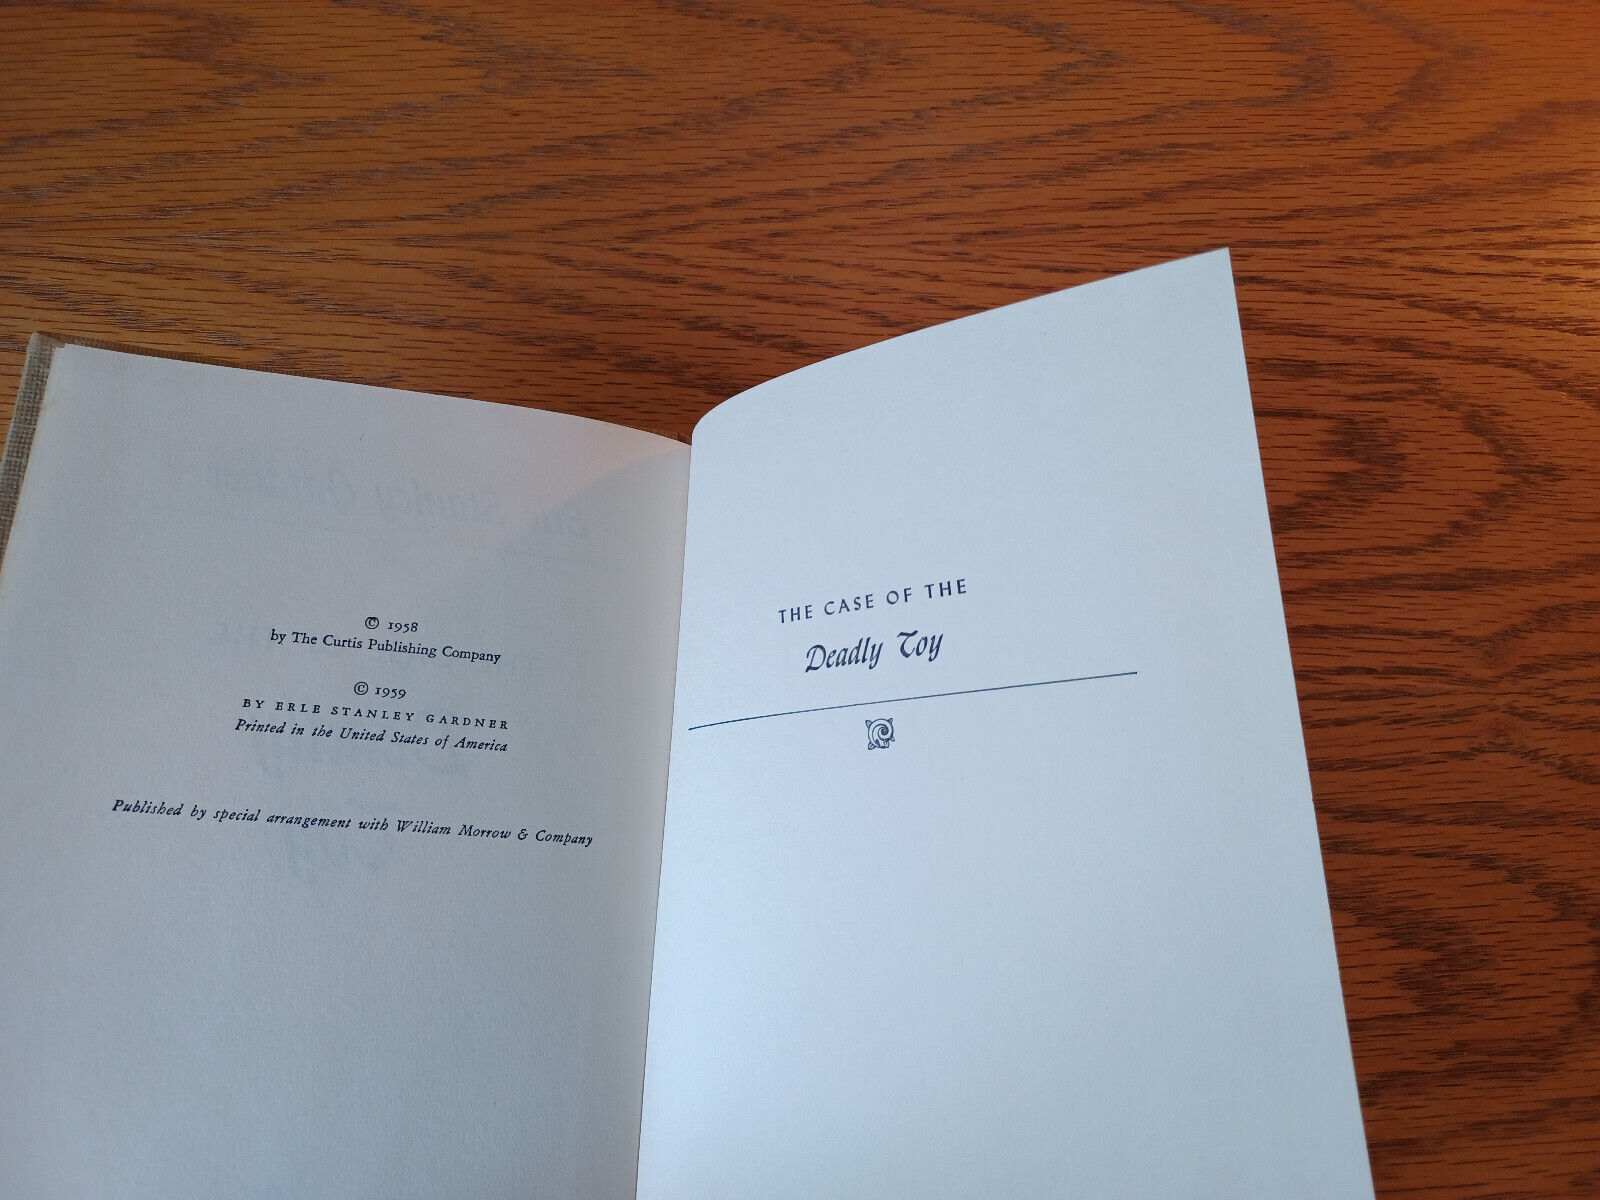 © 1958
by The Curtis Publishing Company
© 1959
BY ERLE STANLEY GARDNER
Printed in the United States of America
Published by special arrangement with William Morrow & Company
THE CASE OF THE
Deadly Toy